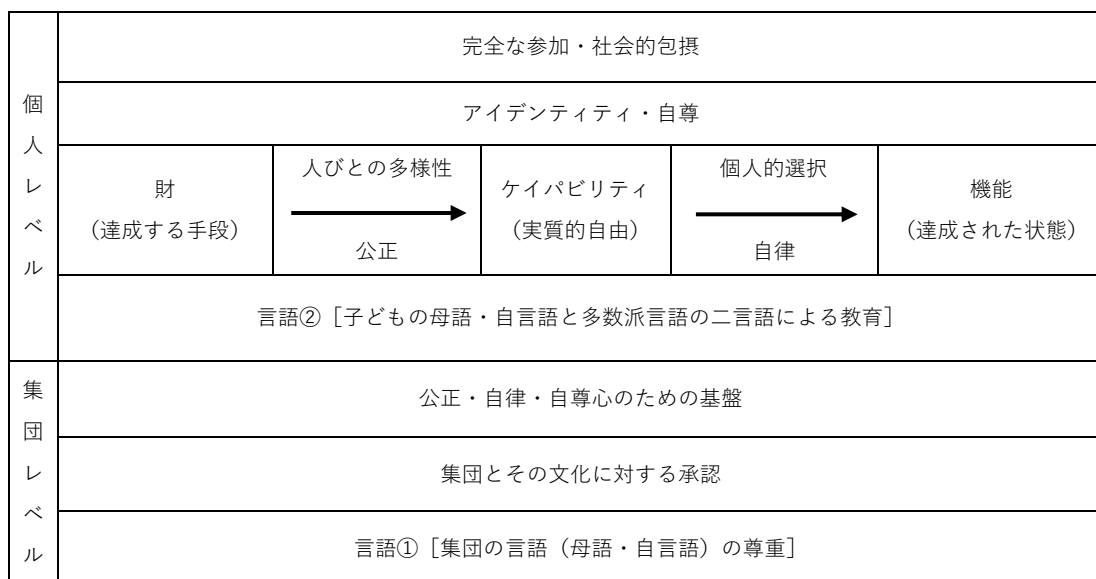 個人レベル
完全な参加・社会的包摂
アイデンティティ・自尊
財
（達成する手段）
人びとの多様性
公正
ケイパビリティ
（実質的自由）
個人的選択
自律
機能
（達成された状態）
言語②［子どもの母語・自言語と多数派言語の二言語による教育］
集団レベル
公正・自律・自尊心のための基盤
集団とその文化に対する承認
言語①［集団の言語（母語・自言語）の尊重］